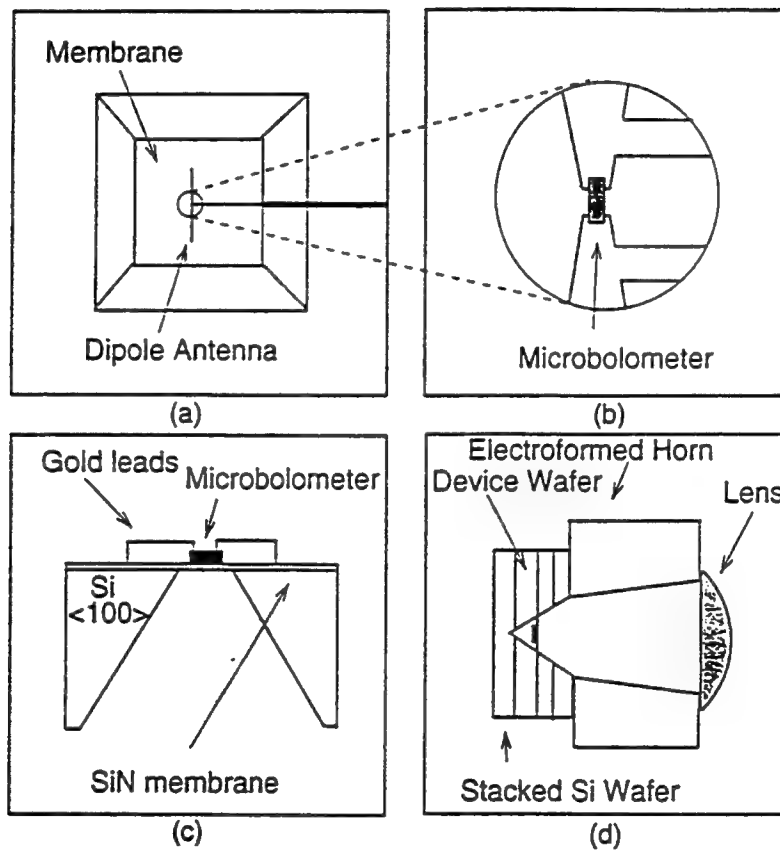 Membrane
Dipole Antenna
(a)
Microbolometer
(b)
Gold leads
Microbolometer
Si
<100>
SiN membrane
(c)
Electroformed Horn
Device Wafer
Lens
Stacked Si Wafer
(d)